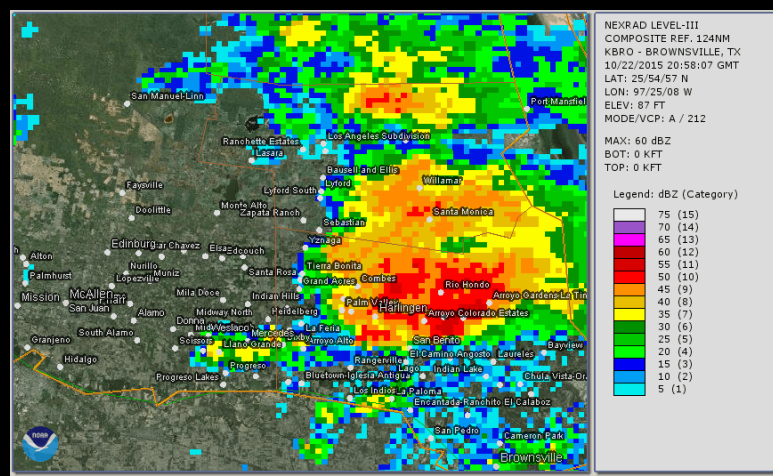 San Manuel-Linn
Port Mansfiel
Ranchette Estates
Los Angeles Subdivision
Lasara
Bausell and Ellis
Faysville
Lyford South
Lyford
Willamar
Doolittle
Monte Alto
Zapata Ranch
Santa Monica
Sebastian
Edinburg
Chavez
Elsa
Edcouch
Yznaga
Alton
Nurillo
Muniz
Santa Rosa
Tierra Bonita
Palmhurst
Lopezville
Grand Acres
Combes
Rio Hondo
Mission
McAllen
Mila Doce
Indian Hills
Palm Valley
Arroyo Gardens-La Tin
San Juan
Alamo
Midway North
Heidelberg
Harlingen
Arroyo Colorado Estates
South Alamo
Donna
Weslaco
La Feria
Granjeno
Scissors
Llano Grande
Mercedes
Arroyo Alto
San Benito
Bayview
Hidalgo
Progreso
Rangerville
El Camino Angosto
Laureles
Lago
Indian Lake
Progreso Lakes
Bluetown-Iglesia Antigua
Chula Vista-Or
Los Indios
La Paloma
Encantada-Ranchito El Calaboz
San Pedro
Cameron Park
Brownsville
NOAA
NEXRAD LEVEL-III
COMPOSITE REF. 124NM
KBRO - BROWNSVILLE, TX
10/22/2015 20:58:07 GMT
LAT: 25/54/57 N
LON: 97/25/08 W
ELEV: 87 FT
MODE/VCP: A / 212
MAX: 60 dBZ
BOT: 0 KFT
TOP: 0 KFT
Legend: dBZ (Category)
75 (15)
70 (14)
65 (13)
60 (12)
55 (11)
50 (10)
45 (9)
40 (8)
35 (7)
30 (6)
25 (5)
20 (4)
15 (3)
10 (2)
5 (1)